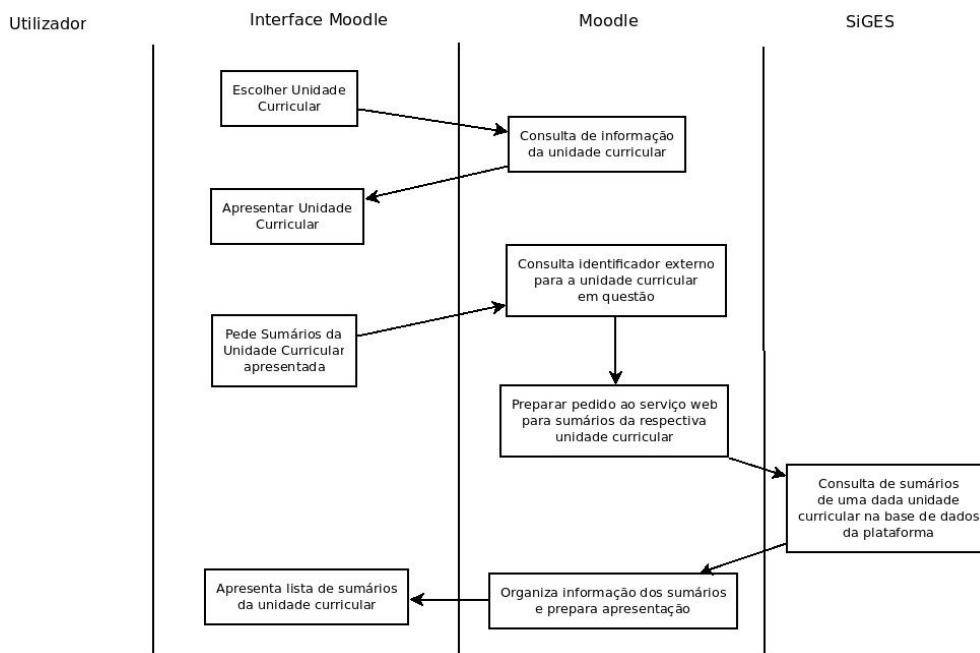 Utilizador
Interface Moodle
Moodle
SiGES
Escolher Unidade
Curricular
Consulta de informação
da unidade curricular
Apresentar Unidade
Curricular
Consulta identificador externo
para a unidade curricular
em questão
Pede Sumários da
Unidade Curricular
apresentada
Preparar pedido ao serviço web
para sumários da respectiva
unidade curricular
Consulta de sumários
de uma dada unidade
curricular na base de dados
da plataforma
Organiza informação dos sumários
e prepara apresentação
Apresenta lista de sumários
da unidade curricular